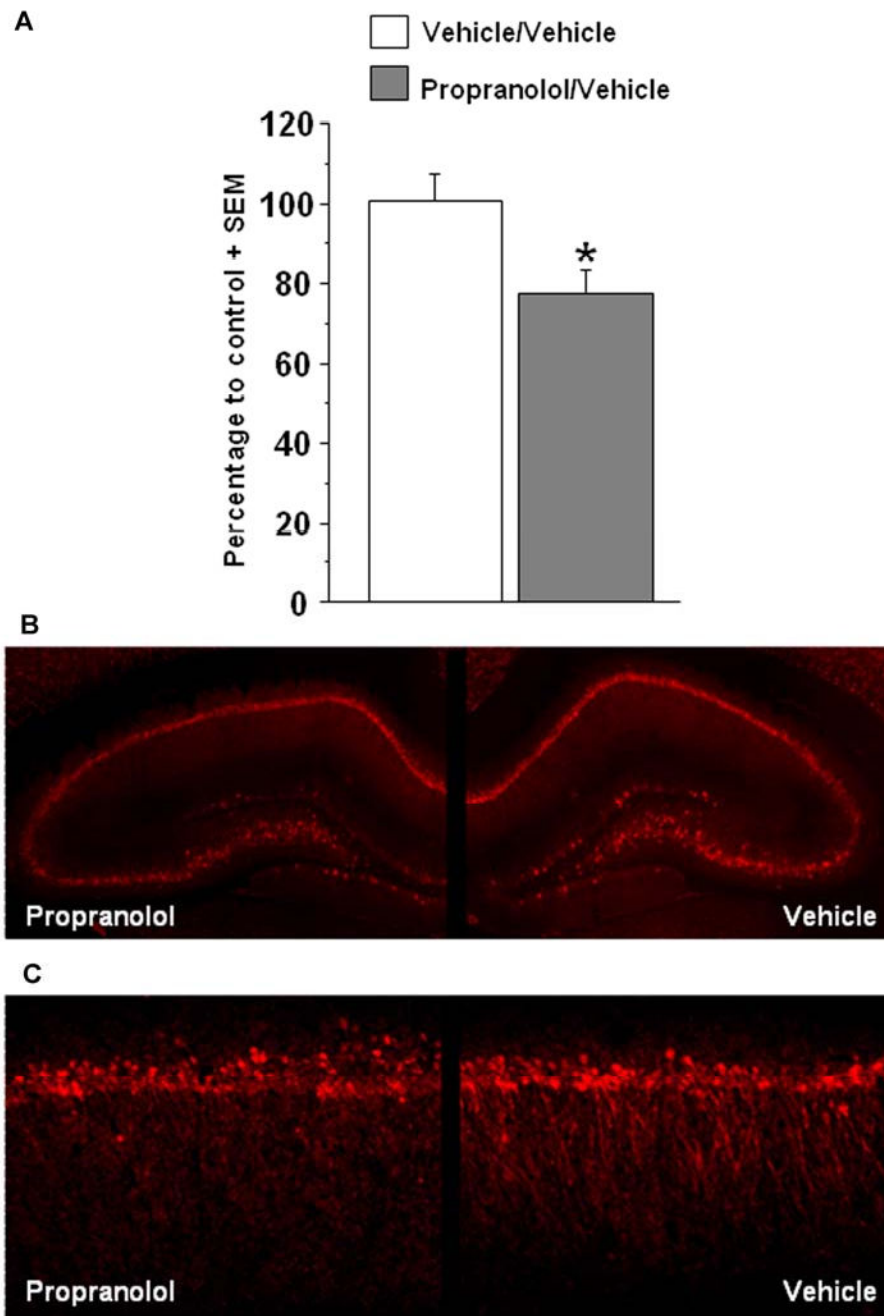 A
Vehicle/Vehicle
Propranolol/Vehicle
Percentage to control + SEM
120
100
80
60
40
20
0
*
B
Propranolol
Vehicle
C
Propranolol
Vehicle